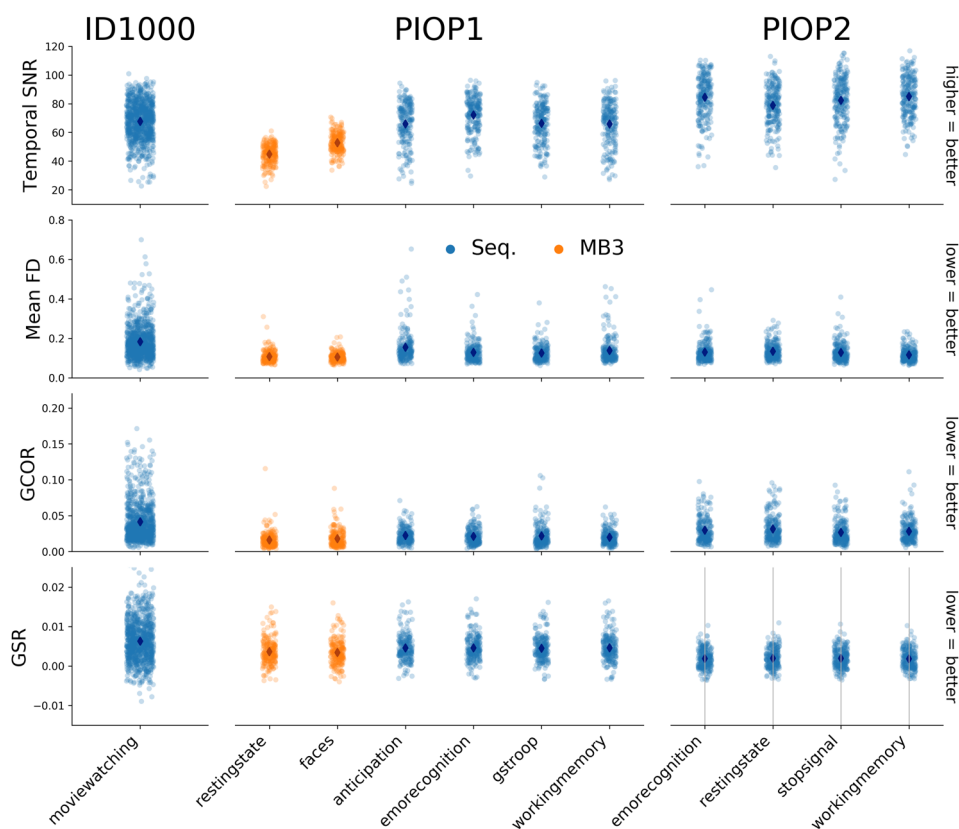 ID1000 PIOP1 PIOP2
Temporal SNR
120
100
80
60
40
20
higher = better
Mean FD
0.8
0.6
0.4
0.2
0.0
Seq. MB3
lower = better
GCOR
0.20
0.15
0.10
0.05
0.00
lower = better
GSR
0.02
0.01
0.00
−0.01
lower = better
moviewatching
restingstate
faces
anticipation
emorecognition
gstroop
workingmemory
emorecognition
restingstate
stopsignal
workingmemory